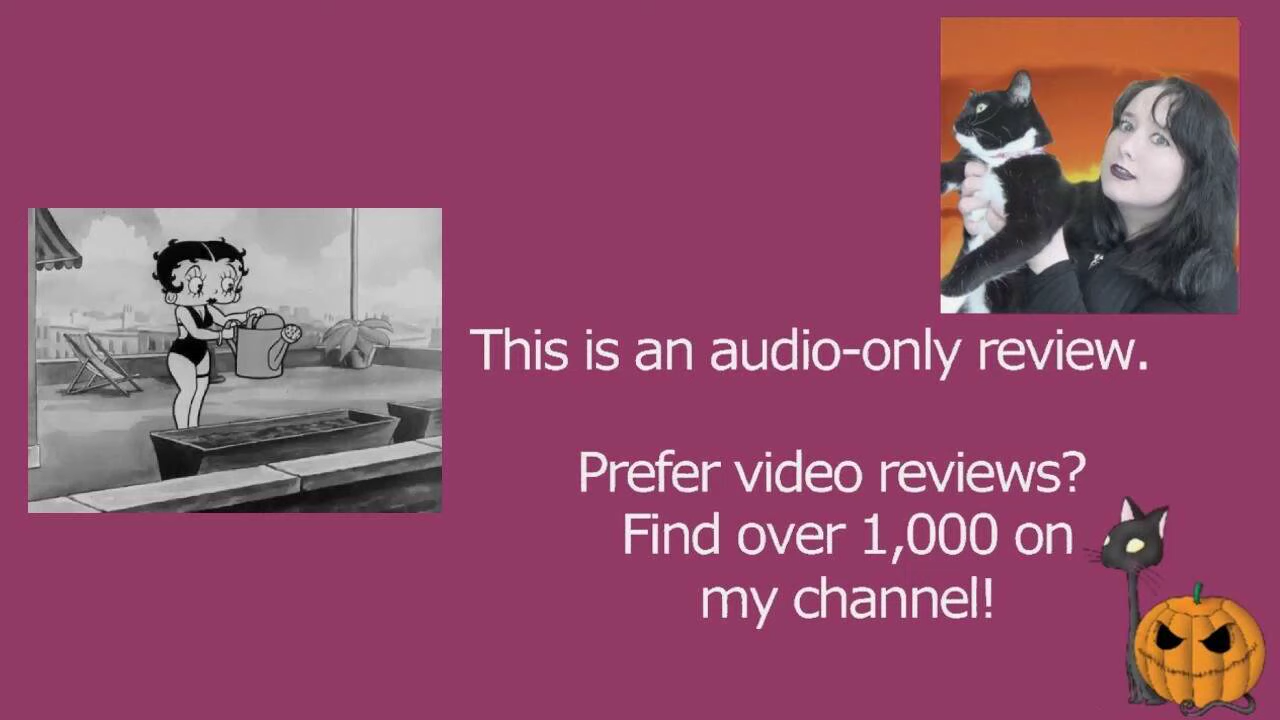 This is an audio-only review.
Prefer video reviews?
Find over 1,000 on
my channel!